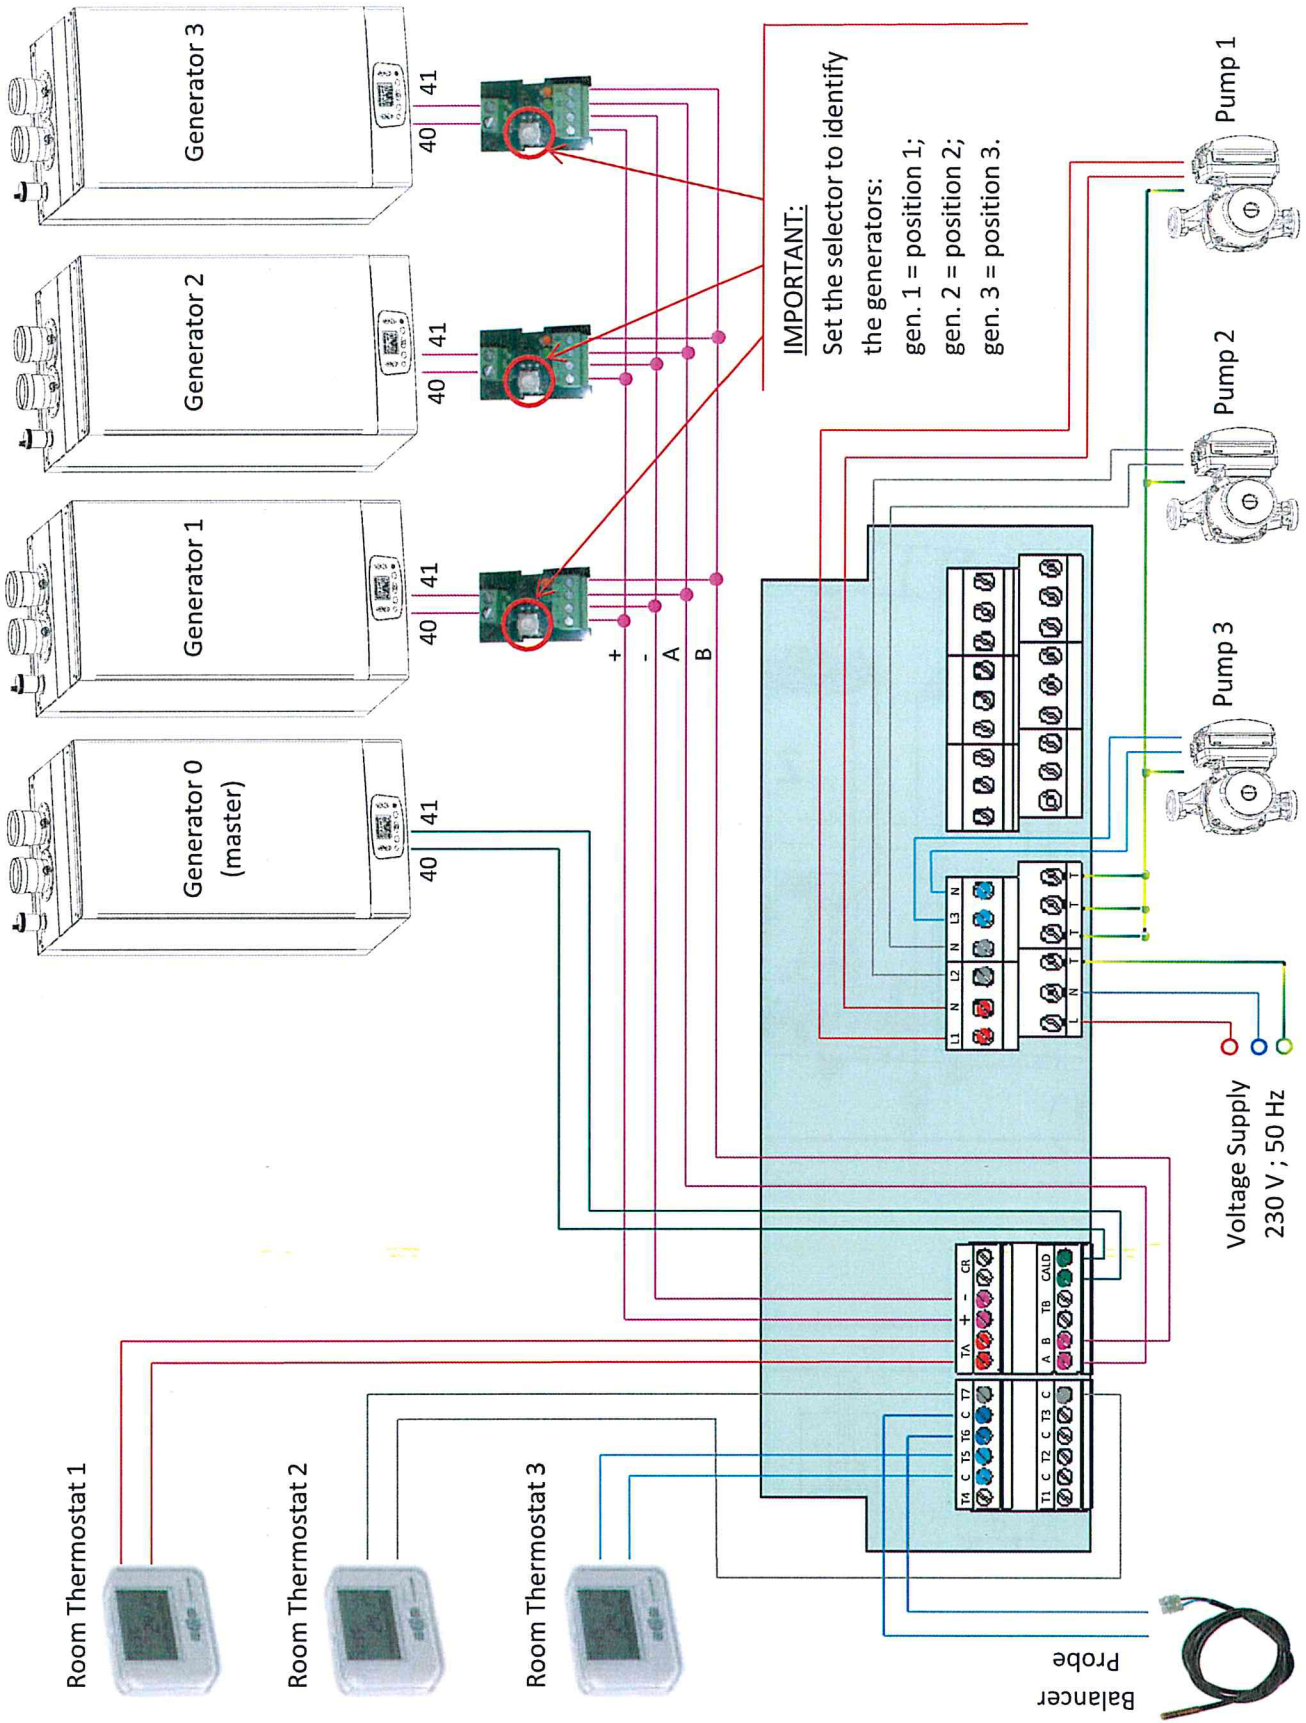 Room Thermostat 1
Room Thermostat 2
Room Thermostat 3
Balancer
Probe
Generator 0
(master)
40 41
Generator 1
40 41
Generator 2
40 41
Generator 3
40 41
+
-
A
B
IMPORTANT:
Set the selector to identify
the generators:
gen. 1 = position 1;
gen. 2 = position 2;
gen. 3 = position 3.
T4 C T5 T6 C T7
TA + - CR
T1 C T2 C T3 C
A B TB CALD
L1 N L2 N L3 N
L N T T T T
Voltage Supply
230 V ; 50 Hz
Pump 3
Pump 2
Pump 1